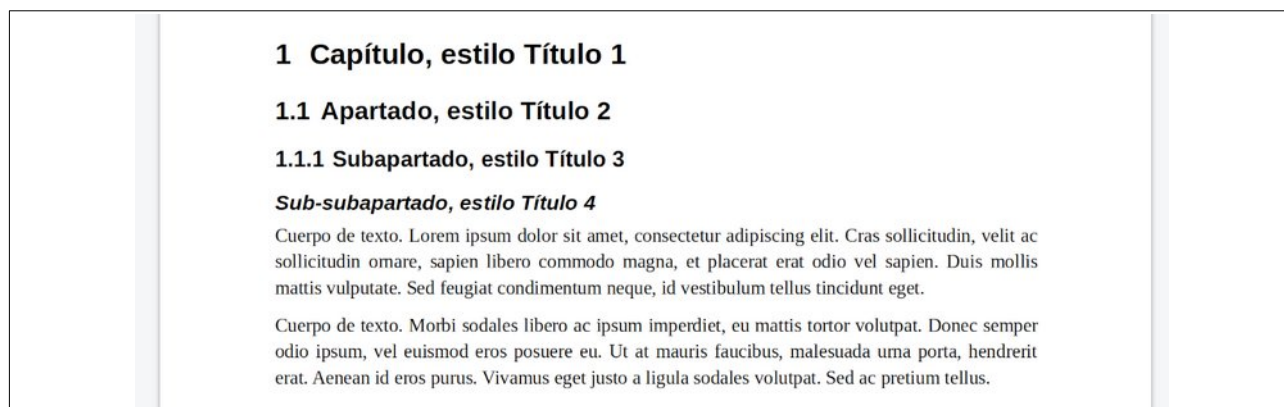 1 Capítulo, estilo Título 1
1.1 Apartado, estilo Título 2
1.1.1 Subapartado, estilo Título 3
Sub-subapartado, estilo Título 4
Cuerpo de texto. Lorem ipsum dolor sit amet, consectetur adipiscing elit. Cras sollicitudin, velit ac
sollicitudin ornare, sapien libero commodo magna, et placerat erat odio vel sapien. Duis mollis
mattis vulputate. Sed feugiat condimentum neque, id vestibulum tellus tincidunt eget.
Cuerpo de texto. Morbi sodales libero ac ipsum imperdiet, eu mattis tortor volutpat. Donec semper
odio ipsum, vel euismod eros posuere eu. Ut at mauris faucibus, malesuada urna porta, hendrerit
erat. Aenean id eros purus. Vivamus eget justo a ligula sodales volutpat. Sed ac pretium tellus.